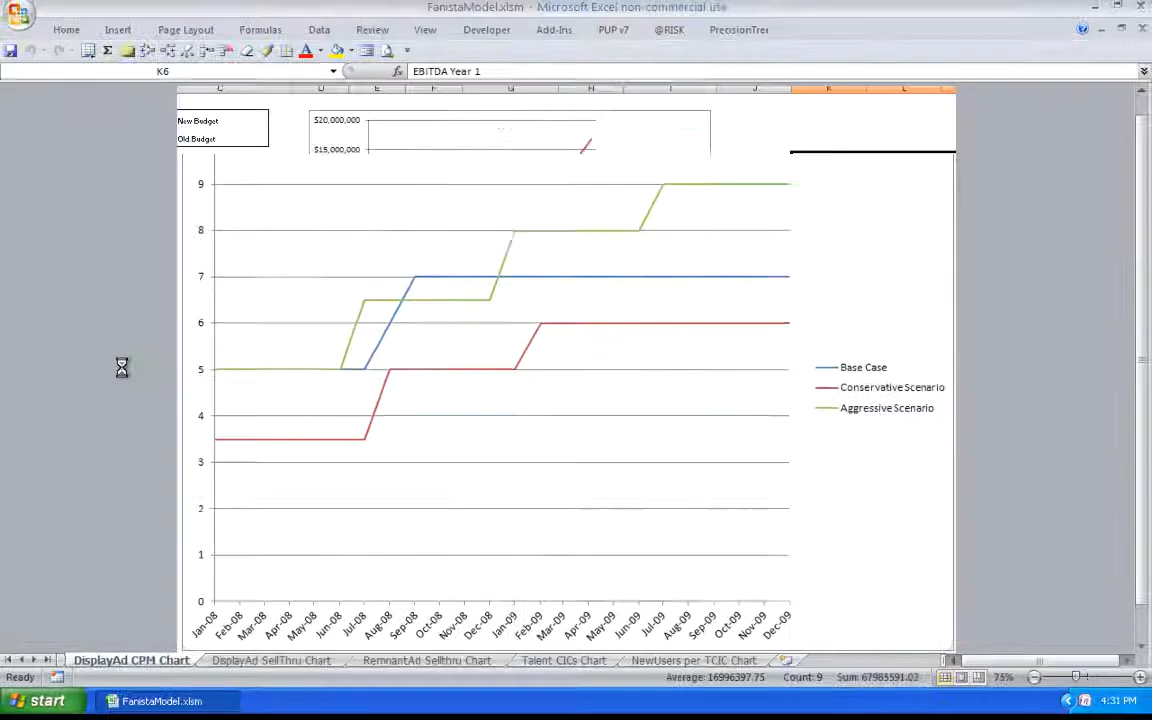 FanistaModel.xlsm - Microsoft Excel non-commercial use
Home Insert Page Layout Formulas Data Review View Developer Add-Ins PUP v7 @RISK PrecisionTree
K6 fx EBITDA Year 1
C D E F G H I J K L
New Budget
Old Budget
$20,000,000
$15,000,000
9
8
7
6
5
4
3
2
1
0
Base Case
Conservative Scenario
Aggressive Scenario
Jan-08 Feb-08 Mar-08 Apr-08 May-08 Jun-08 Jul-08 Aug-08 Sep-08 Oct-08 Nov-08 Dec-08 Jan-09 Feb-09 Mar-09 Apr-09 May-09 Jun-09 Jul-09 Aug-09 Sep-09 Oct-09 Nov-09 Dec-09
DisplayAd CPM Chart DisplayAd SellThru Chart RemnantAd Sellthru Chart Talent CICs Chart NewUsers per TCIC Chart
Ready Average: 16996397.75 Count: 9 Sum: 67985591.03 75%
start FanistaModel.xlsm 4:31 PM